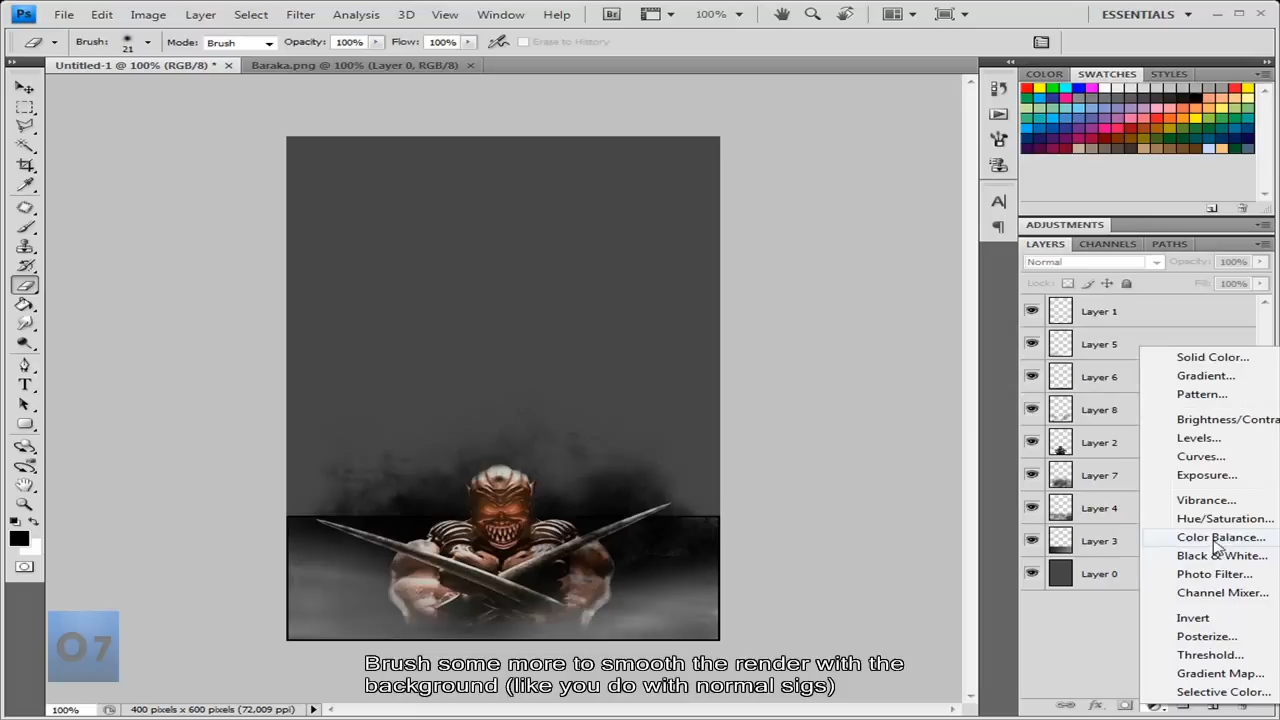 Ps File Edit Image Layer Select Filter Analysis 3D View Window Help Br 100% ESSENTIALS
Brush: 21 Mode: Brush Opacity: 100% Flow: 100% Erase to History
Untitled-1 @ 100% (RGB/8) * × Baraka.png @ 100% (Layer 0, RGB/8) ×
COLOR SWATCHES STYLES
ADJUSTMENTS
LAYERS CHANNELS PATHS
Normal Opacity: 100%
Lock: Fill: 100%
Layer 1
Layer 5
Layer 6
Layer 8
Layer 2
Layer 7
Layer 4
Layer 3
Layer 0
Solid Color...
Gradient...
Pattern...
Brightness/Contra
Levels...
Curves...
Exposure...
Vibrance...
Hue/Saturation...
Color Balance...
Black & White...
Photo Filter...
Channel Mixer...
Invert
Posterize...
Threshold...
Gradient Map...
Selective Color...
07
Brush some more to smooth the render with the
background (like you do with normal sigs)
100% 400 pixels x 600 pixels (72,009 ppi)